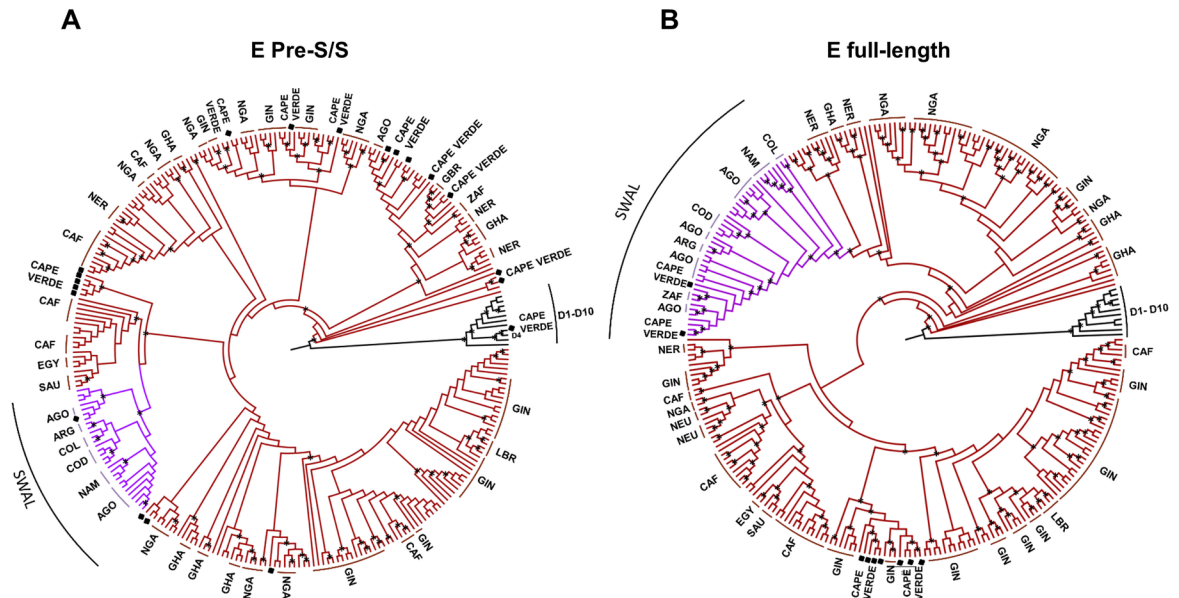 A
E Pre-S/S
NER
CAF
NGA
CAF
NGA
GHA
NGA
GIN
CAPE
VERDE
NGA
GIN
CAPE
VERDE
GIN
CAPE
VERDE
NGA
AGO
CAPE
VERDE
CAPE VERDE
GBR
CAPE VERDE
ZAF
NER
GHA
NER
CAPE VERDE
D1-D10
CAPE
VERDE
D4
GIN
LBR
GIN
GIN
CAF
GIN
NGA
NGA
GHA
GHA
GHA
NGA
AGO
NAM
COD
COL
ARG
AGO
SWAL
SAU
EGY
CAF
CAF
CAPE
VERDE
B
E full-length
SWAL
COL
NAM
AGO
COD
AGO
ARG
AGO
CAPE
VERDE
ZAF
AGO
CAPE
VERDE
NER
GHA
NER
NGA
NGA
NGA
GIN
NGA
GHA
GHA
D1- D10
CAF
GIN
GIN
LBR
GIN
GIN
GIN
GIN
CAPE
VERDE
GIN
CAPE
VERDE
GIN
CAF
SAU
EGY
CAF
NEU
NEU
NGA
CAF
GIN
NER